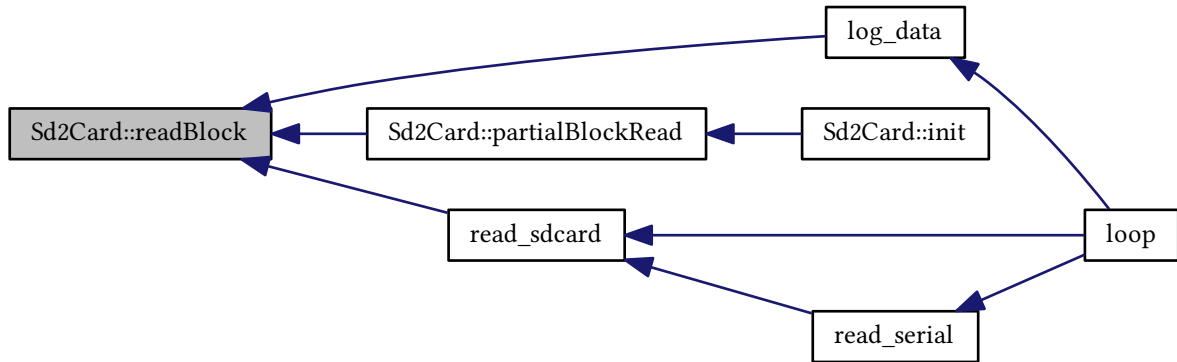 log_data
Sd2Card::readBlock
Sd2Card::partialBlockRead
Sd2Card::init
read_sdcard
loop
read_serial